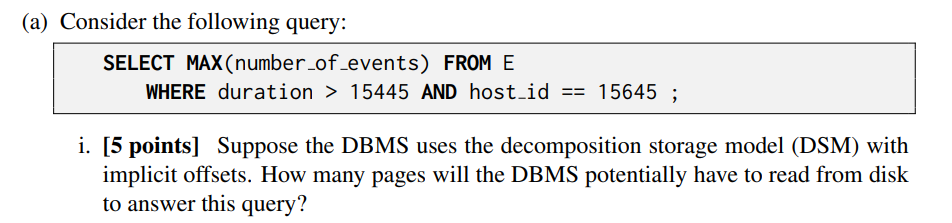 (a) Consider the following query:
SELECT MAX(number_of_events) FROM E
WHERE duration > 15445 AND host_id == 15645 ;
i. [5 points] Suppose the DBMS uses the decomposition storage model (DSM) with
implicit offsets. How many pages will the DBMS potentially have to read from disk
to answer this query?